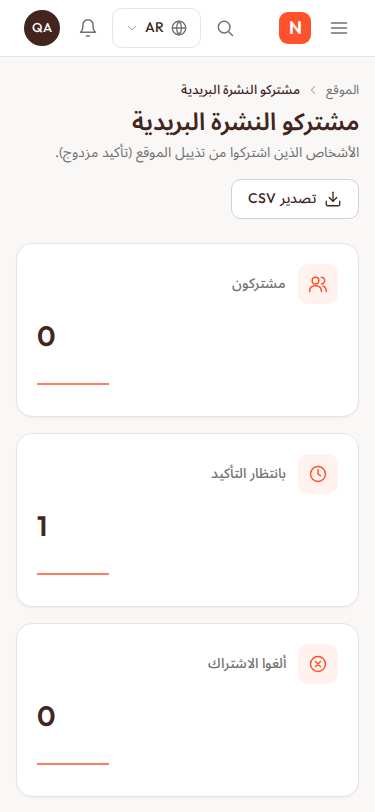 N
AR
QA
الموقع
مشتركو النشرة البريدية
مشتركو النشرة البريدية
الأشخاص الذين اشتركوا من تذييل الموقع (تأكيد مزدوج).
تصدير CSV
مشتركون
0
بانتظار التأكيد
1
ألغوا الاشتراك
0